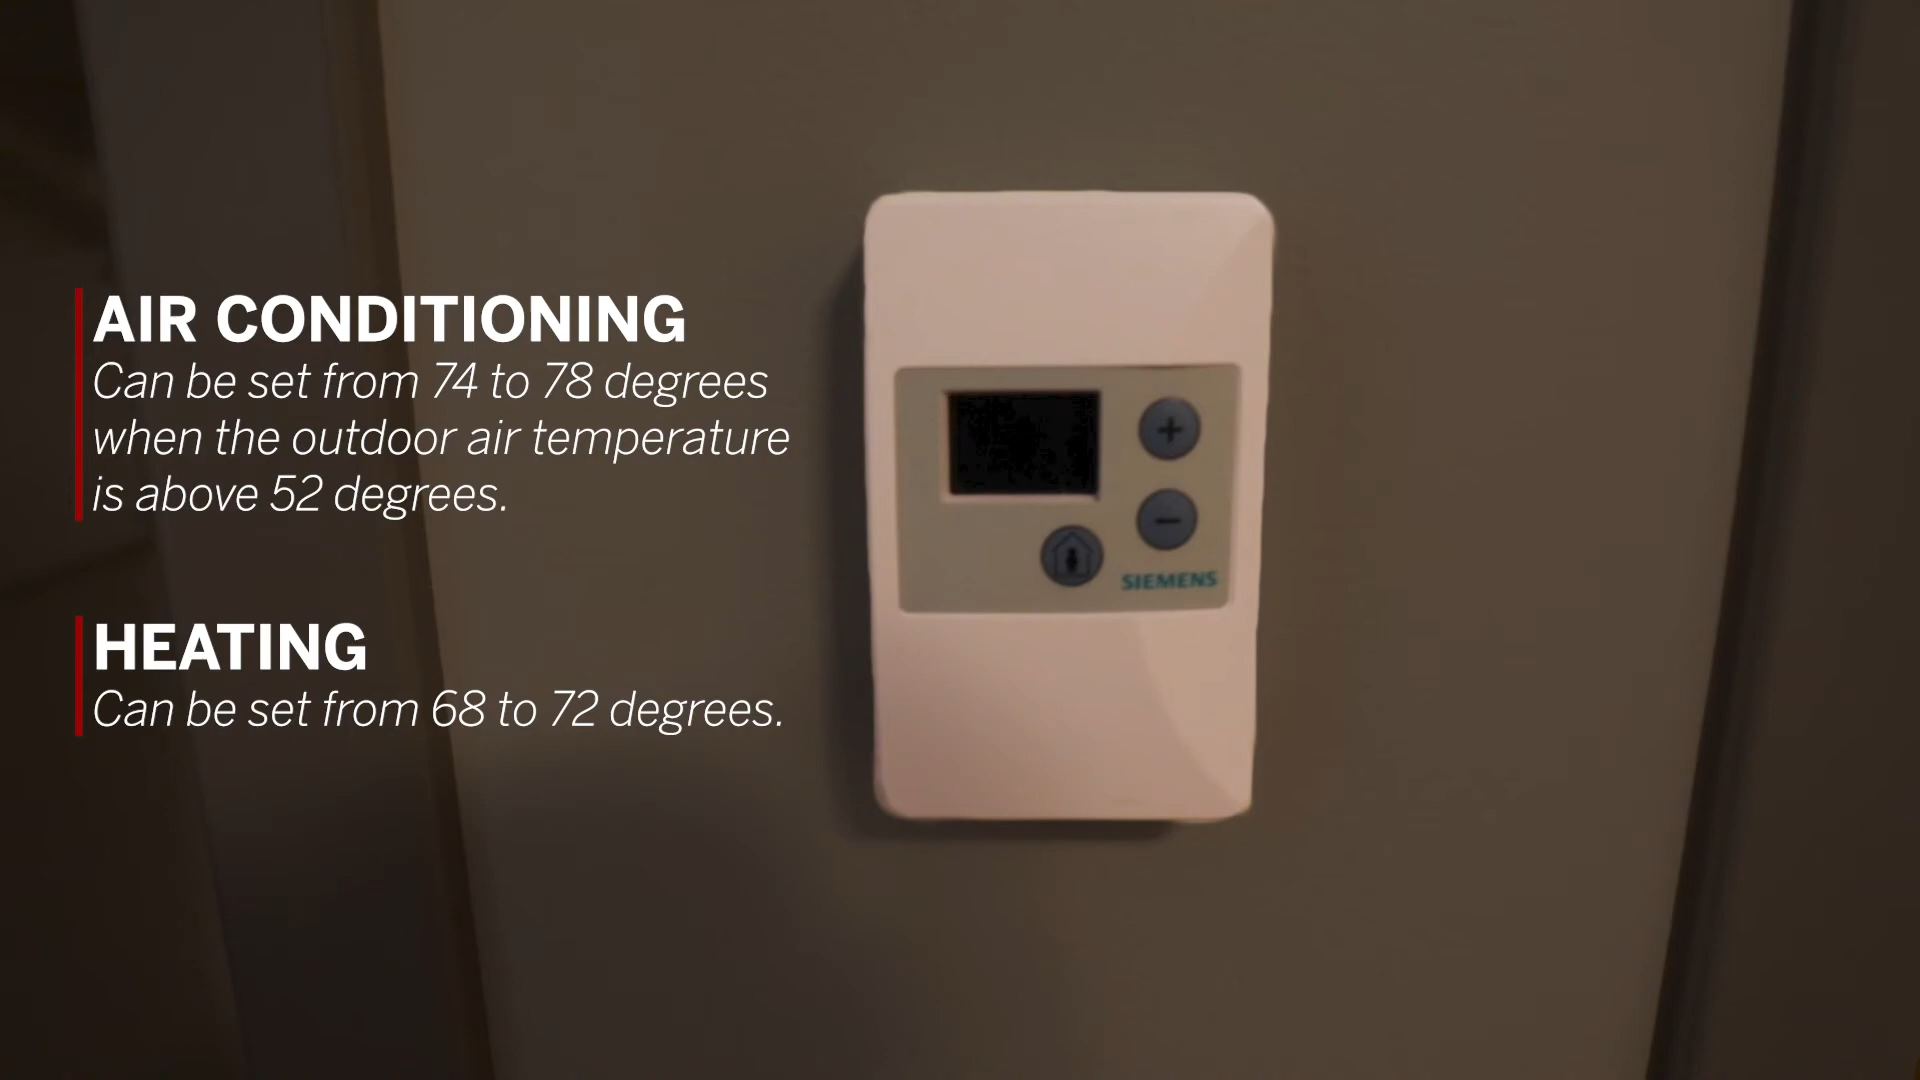 AIR CONDITIONING
Can be set from 74 to 78 degrees
when the outdoor air temperature
is above 52 degrees.
HEATING
Can be set from 68 to 72 degrees.
+
−
SIEMENS